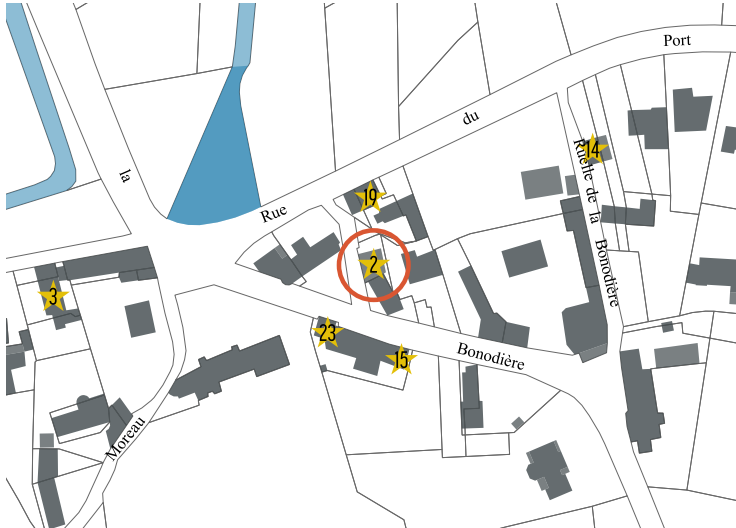 Port
du
14
la
Ruelle de la Bonodière
19
Rue
2
3
23
15
Bonodière
Moreau